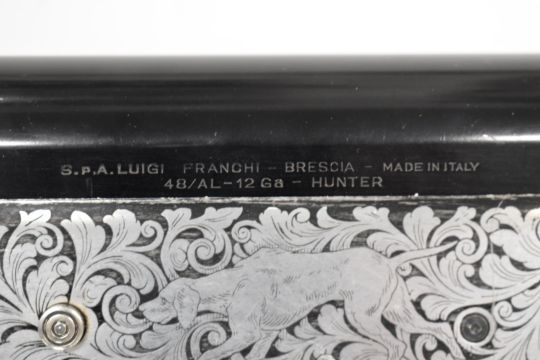 S.p.A. LUIGI FRANCHI - BRESCIA - MADE IN ITALY
48/AL-12 Ga - HUNTER